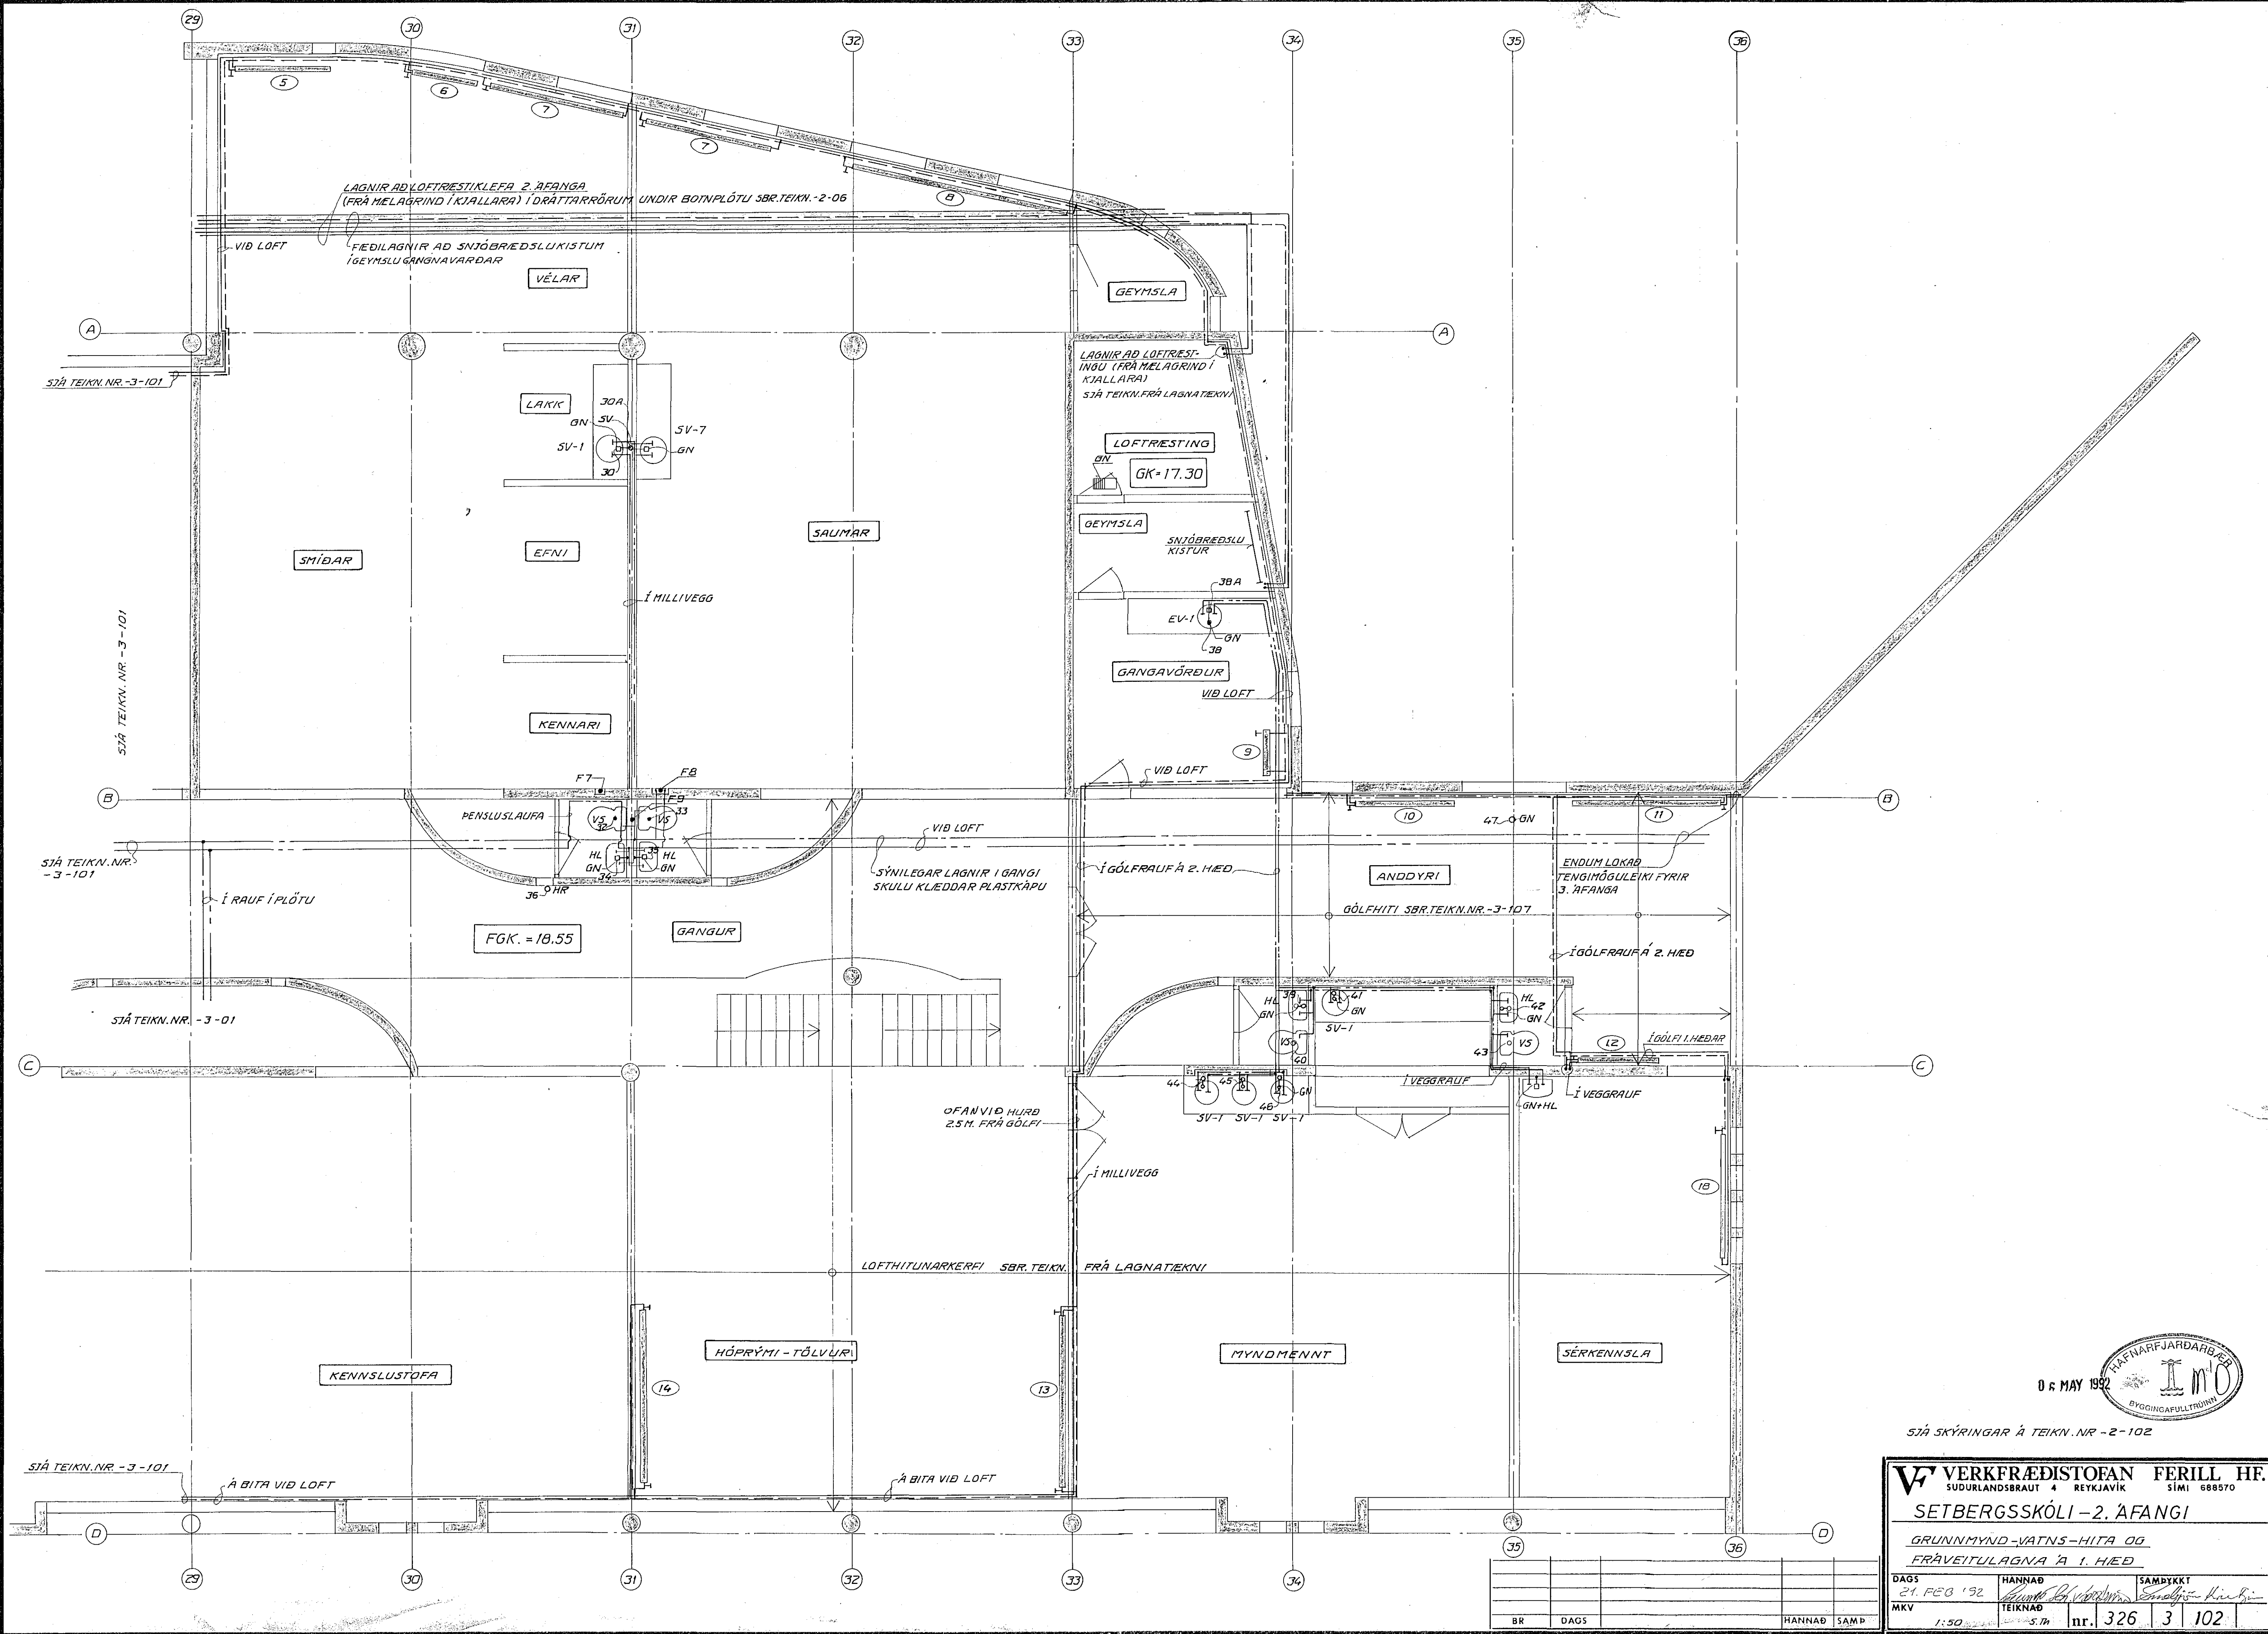 29
30
31
32
33
34
35
36
5
6
7
7
8
LAGNIR AÐ LOFTRÆSTIKLEFA 2. ÁFANGA
(FRÁ MÆLAGRIND Í KJALLARA) Í DRÁTTARRÖRUM UNDIR BOTNPLÖTU SBR.TEIKN.-2-06
VIÐ LOFT
FÆÐILAGNIR AÐ SNJÓBRÆÐSLUKISTUM
Í GEYMSLU GANGNAVARÐAR
VÉLAR
GEYMSLA
A
A
SJÁ TEIKN. NR.-3-101
LAGNIR AÐ LOFTRÆST-
INGU (FRÁ MÆLAGRIND Í
KJALLARA)
SJÁ TEIKN.FRÁ LAGNATÆKNI
LAKK
30A
GN
SV
SV-7
SV-1
GN
30
LOFTRÆSTING
GN
GK=17.30
GEYMSLA
SAUMAR
SNJÓBRÆÐSLU
KISTUR
SMÍÐAR
EFNI
Í MILLIVEGG
38A
EV-1
GN
38
SJÁ TEIKN. NR. -3-101
GANGAVÖRÐUR
VIÐ LOFT
KENNARI
9
F7
F8
VIÐ LOFT
B
F9
B
ÞENSLUSLAUFA
VS
32
33
VS
10
11
47
GN
VIÐ LOFT
SJÁ TEIKN.NR.
-3-101
HL
35
HL
GN
GN
34
36
HR
SÝNILEGAR LAGNIR Í GANGI
SKULU KLÆDDAR PLASTKÁPU
Í GÓLFRAUF Á 2. HÆÐ
ANDDYRI
ENDUM LOKAÐ
TENGIMÖGULEIKI FYRIR
3. ÁFANGA
Í RAUF Í PLÖTU
GÓLFHITI SBR.TEIKN.NR.-3-107
FGK. = 18.55
GANGUR
Í GÓLFRAUF Á 2. HÆÐ
SJÁ TEIKN.NR. -3-01
HL
39
41
GN
GN
SV-1
HL
42
GN
VS
40
43
VS
12
Í GÓLFI 1.HÆÐAR
C
C
44
45
46
GN
SV-1
SV-1
SV-1
Í VEGGRAUF
GN+HL
Í VEGGRAUF
OFAN VIÐ HURÐ
2.5M. FRÁ GÓLFI
Í MILLIVEGG
18
LOFTHITUNARKERFI SBR. TEIKN. FRÁ LAGNATÆKNI
HÓPRÝMI-TÖLVUR
MYNDMENNT
SÉRKENNSLA
KENNSLUSTOFA
14
13
MAY 1992
HAFNARFJARÐARBÆR
BYGGINGAFULLTRÚINN
SJÁ SKÝRINGAR Á TEIKN. NR -2-102
SJÁ TEIKN.NR. -3-101
Á BITA VIÐ LOFT
Á BITA VIÐ LOFT
D
D
29
30
31
32
33
34
35
36
VF VERKFRÆÐISTOFAN FERILL HF.
SUÐURLANDSBRAUT 4 REYKJAVÍK SÍMI 688570
SETBERGSSKÓLI-2. ÁFANGI
GRUNNMYND-VATNS-HITA OG
FRÁVEITULAGNA Á 1. HÆÐ
DAGS
HANNAÐ
SAMÞYKKT
21. FEB '92
MKV
TEIKNAÐ
1:50
S.Th
nr. 326 3 102
BR DAGS HANNAÐ SAMÞ